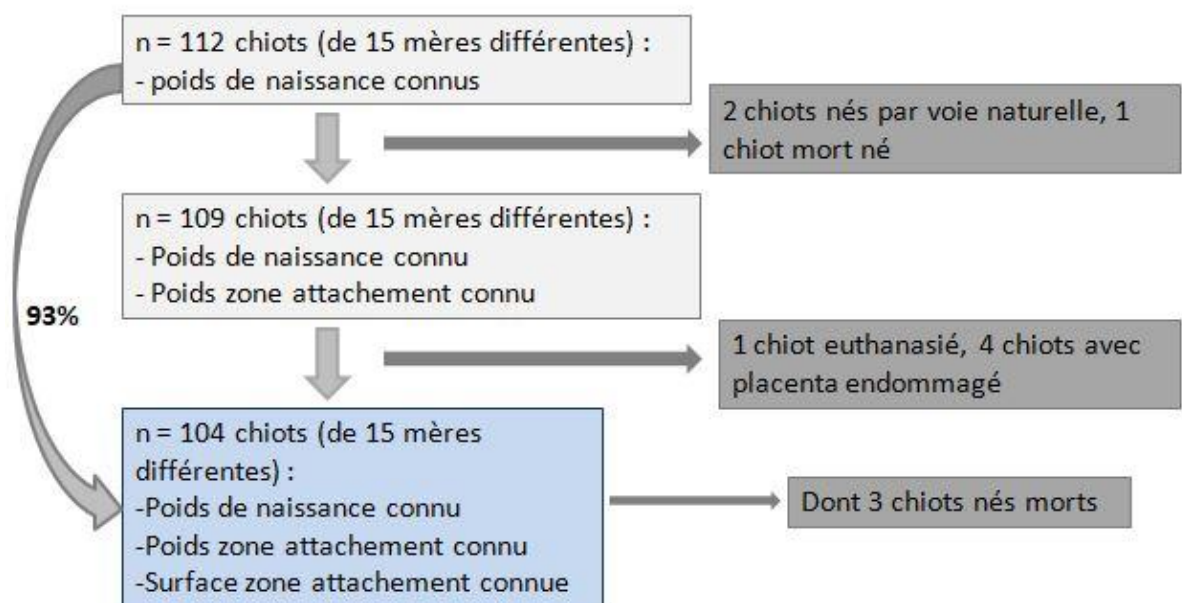 n = 112 chiots (de 15 mères différentes) :
- poids de naissance connus
2 chiots nés par voie naturelle, 1
chiot mort né
n = 109 chiots (de 15 mères différentes) :
- Poids de naissance connu
- Poids zone attachement connu
93%
1 chiot euthanasié, 4 chiots avec
placenta endommagé
n = 104 chiots (de 15 mères
différentes) :
-Poids de naissance connu
-Poids zone attachement connu
-Surface zone attachement connue
Dont 3 chiots nés morts